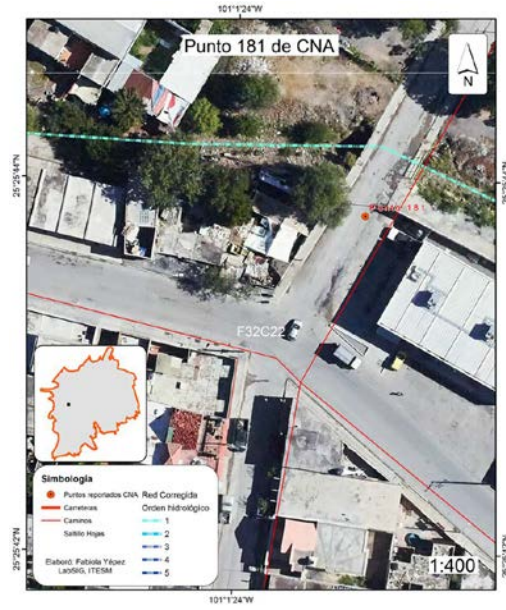 101°1'24"W
Punto 181 de CNA
N
25°25'44"
F32C22
Simbología
Puntos reportados CNA
Carreteras
Caminos
Saltillo Hojas
Red Corregida
Orden hidrológico
1
2
3
4
5
Elaboró: Fabiola Yépez
LabSIG, ITESM
1:400
25°25'42"
101°1'24"W